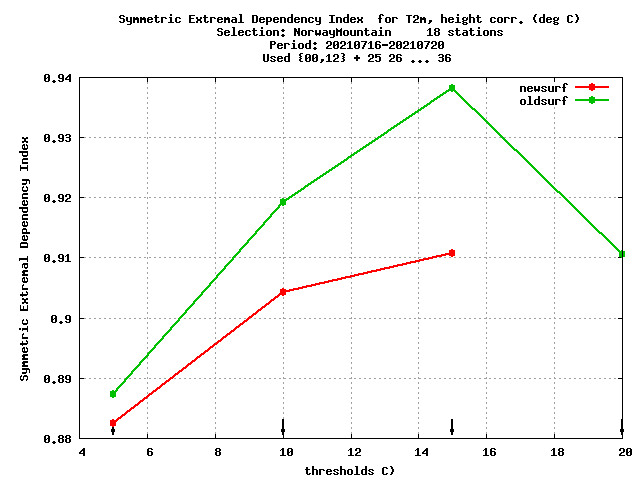 Symmetric Extremal Dependency Index  for T2m, height corr. (deg C)
Selection: NorwayMountain     18 stations
Period: 20210716-20210720
Used {00,12} + 25 26 ... 36
newsurf
oldsurf
Symmetric Extremal Dependency Index
0.94
0.93
0.92
0.91
0.9
0.89
0.88
4 6 8 10 12 14 16 18 20
thresholds C)